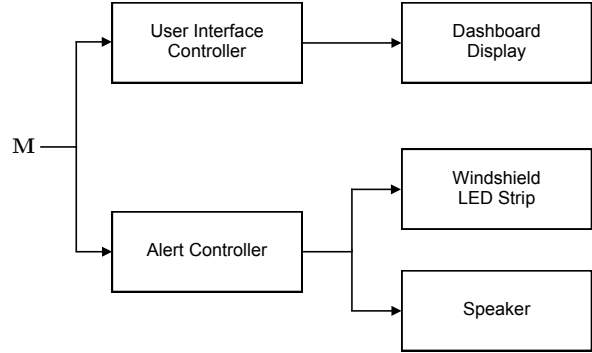 User Interface
Controller
Dashboard
Display
M
Windshield
LED Strip
Alert Controller
Speaker